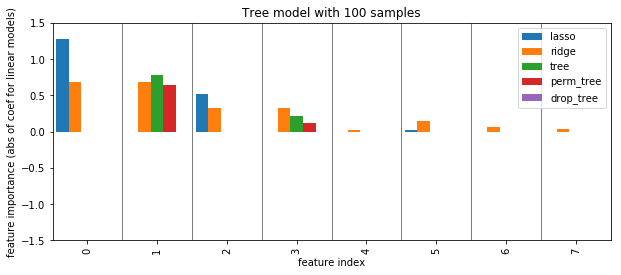 Tree model with 100 samples
feature importance (abs of coef for linear models)
1.5
1.0
0.5
0.0
−0.5
−1.0
−1.5
lasso
ridge
tree
perm_tree
drop_tree
0 1 2 3 4 5 6 7
feature index